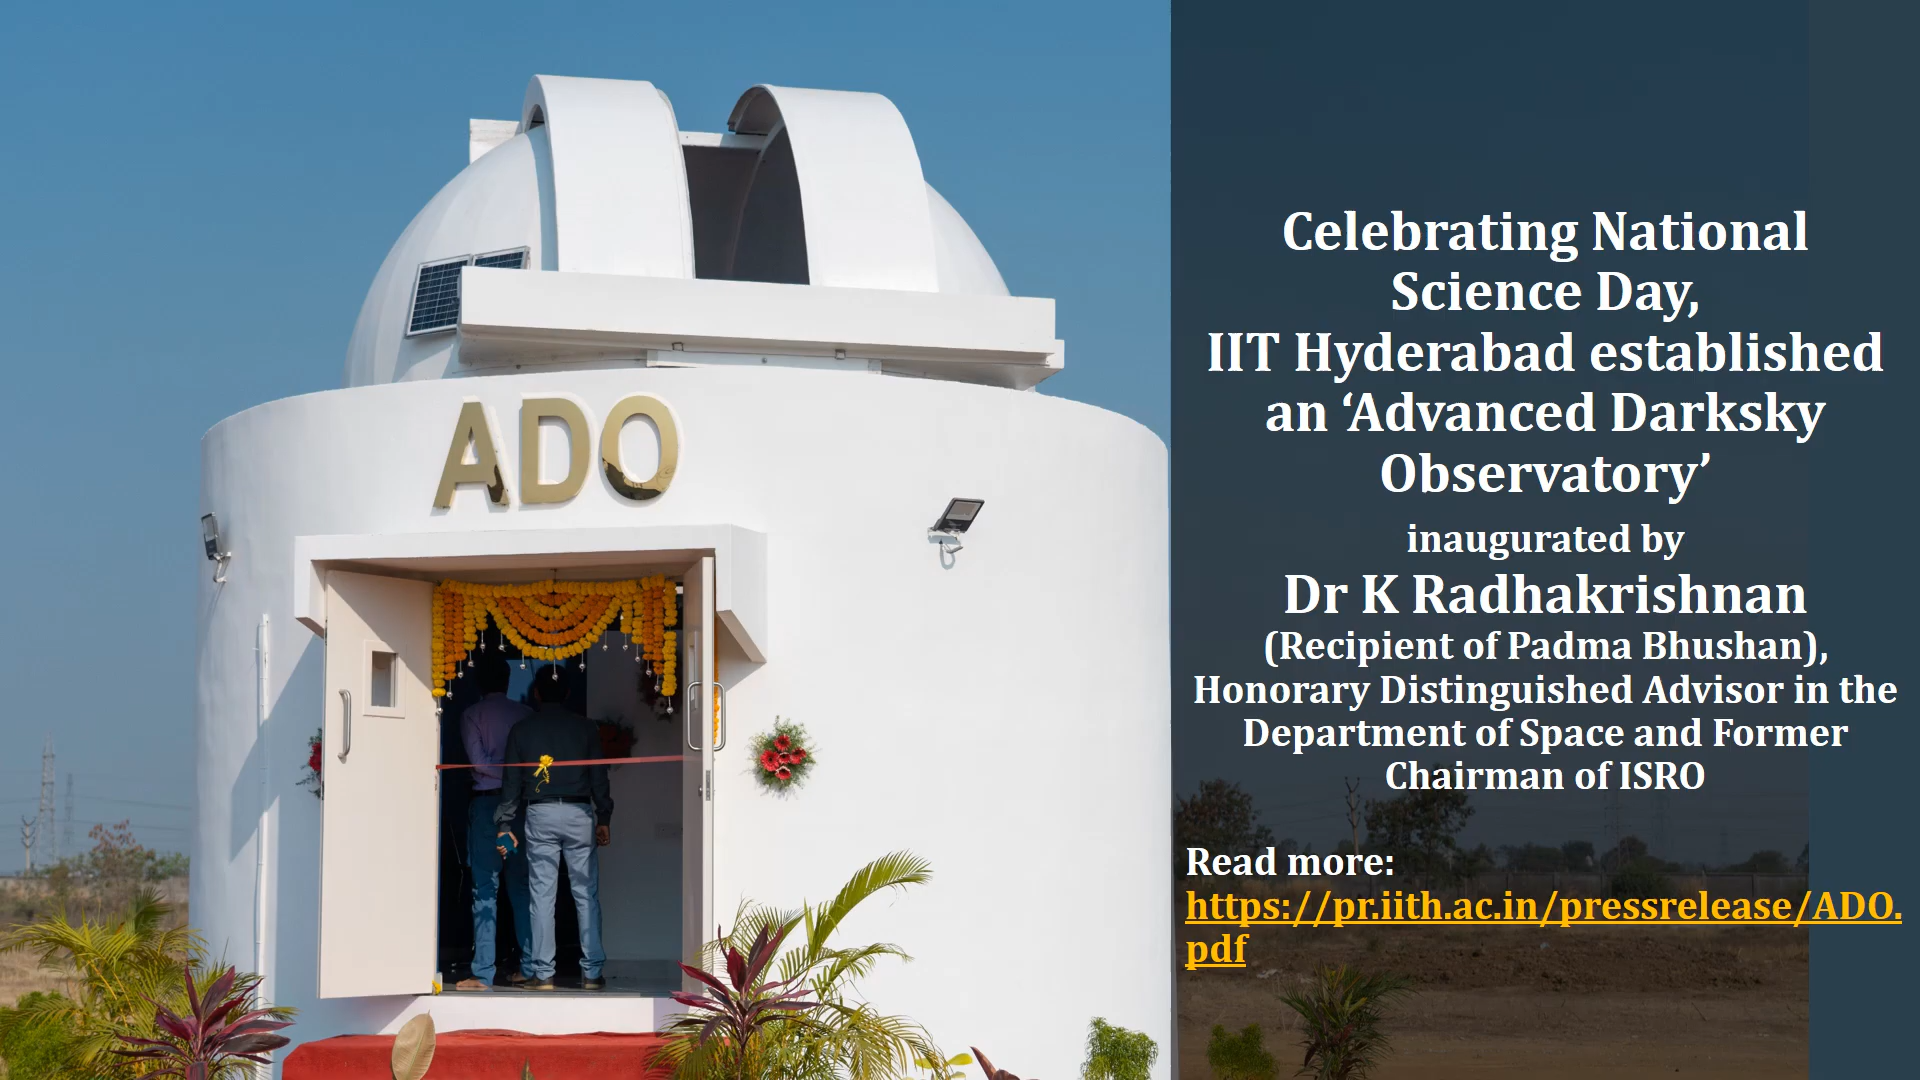 ADO
Celebrating National
Science Day,
IIT Hyderabad established
an ‘Advanced Darksky
Observatory’
inaugurated by
Dr K Radhakrishnan
(Recipient of Padma Bhushan),
Honorary Distinguished Advisor in the
Department of Space and Former
Chairman of ISRO
Read more:
https://pr.iith.ac.in/pressrelease/ADO.
pdf